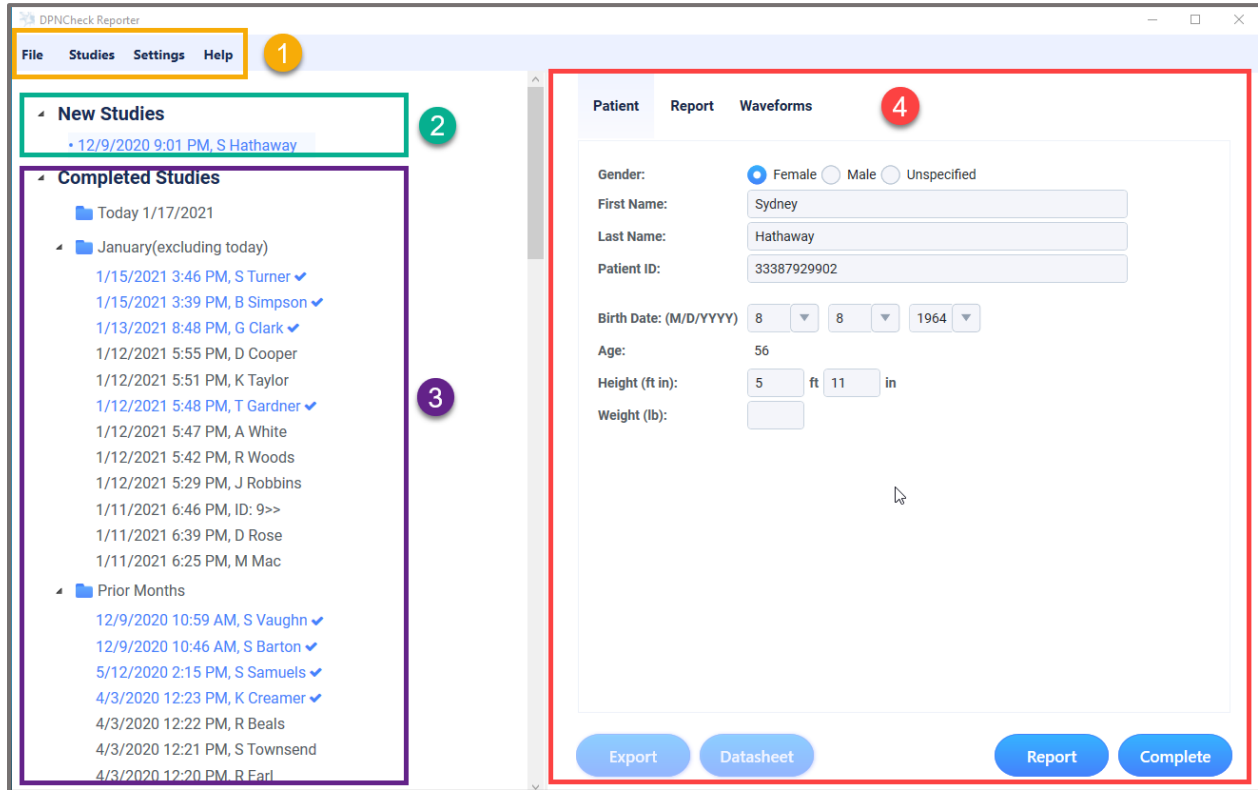 DPNCheck Reporter
File Studies Settings Help 1
New Studies 2
• 12/9/2020 9:01 PM, S Hathaway
Completed Studies
Today 1/17/2021
January(excluding today)
1/15/2021 3:46 PM, S Turner ✔
1/15/2021 3:39 PM, B Simpson ✔
1/13/2021 8:48 PM, G Clark ✔
1/12/2021 5:55 PM, D Cooper
1/12/2021 5:51 PM, K Taylor
1/12/2021 5:48 PM, T Gardner ✔
3
1/12/2021 5:47 PM, A White
1/12/2021 5:42 PM, R Woods
1/12/2021 5:29 PM, J Robbins
1/11/2021 6:46 PM, ID: 9>>
1/11/2021 6:39 PM, D Rose
1/11/2021 6:25 PM, M Mac
Prior Months
12/9/2020 10:59 AM, S Vaughn ✔
12/9/2020 10:46 AM, S Barton ✔
5/12/2020 2:15 PM, S Samuels ✔
4/3/2020 12:23 PM, K Creamer ✔
4/3/2020 12:22 PM, R Beals
4/3/2020 12:21 PM, S Townsend
4/3/2020 12:20 PM, R Earl
Patient Report Waveforms 4
Gender: Female Male Unspecified
First Name: Sydney
Last Name: Hathaway
Patient ID: 33387929902
Birth Date: (M/D/YYYY) 8 8 1964
Age: 56
Height (ft in): 5 ft 11 in
Weight (lb):
Export Datasheet Report Complete